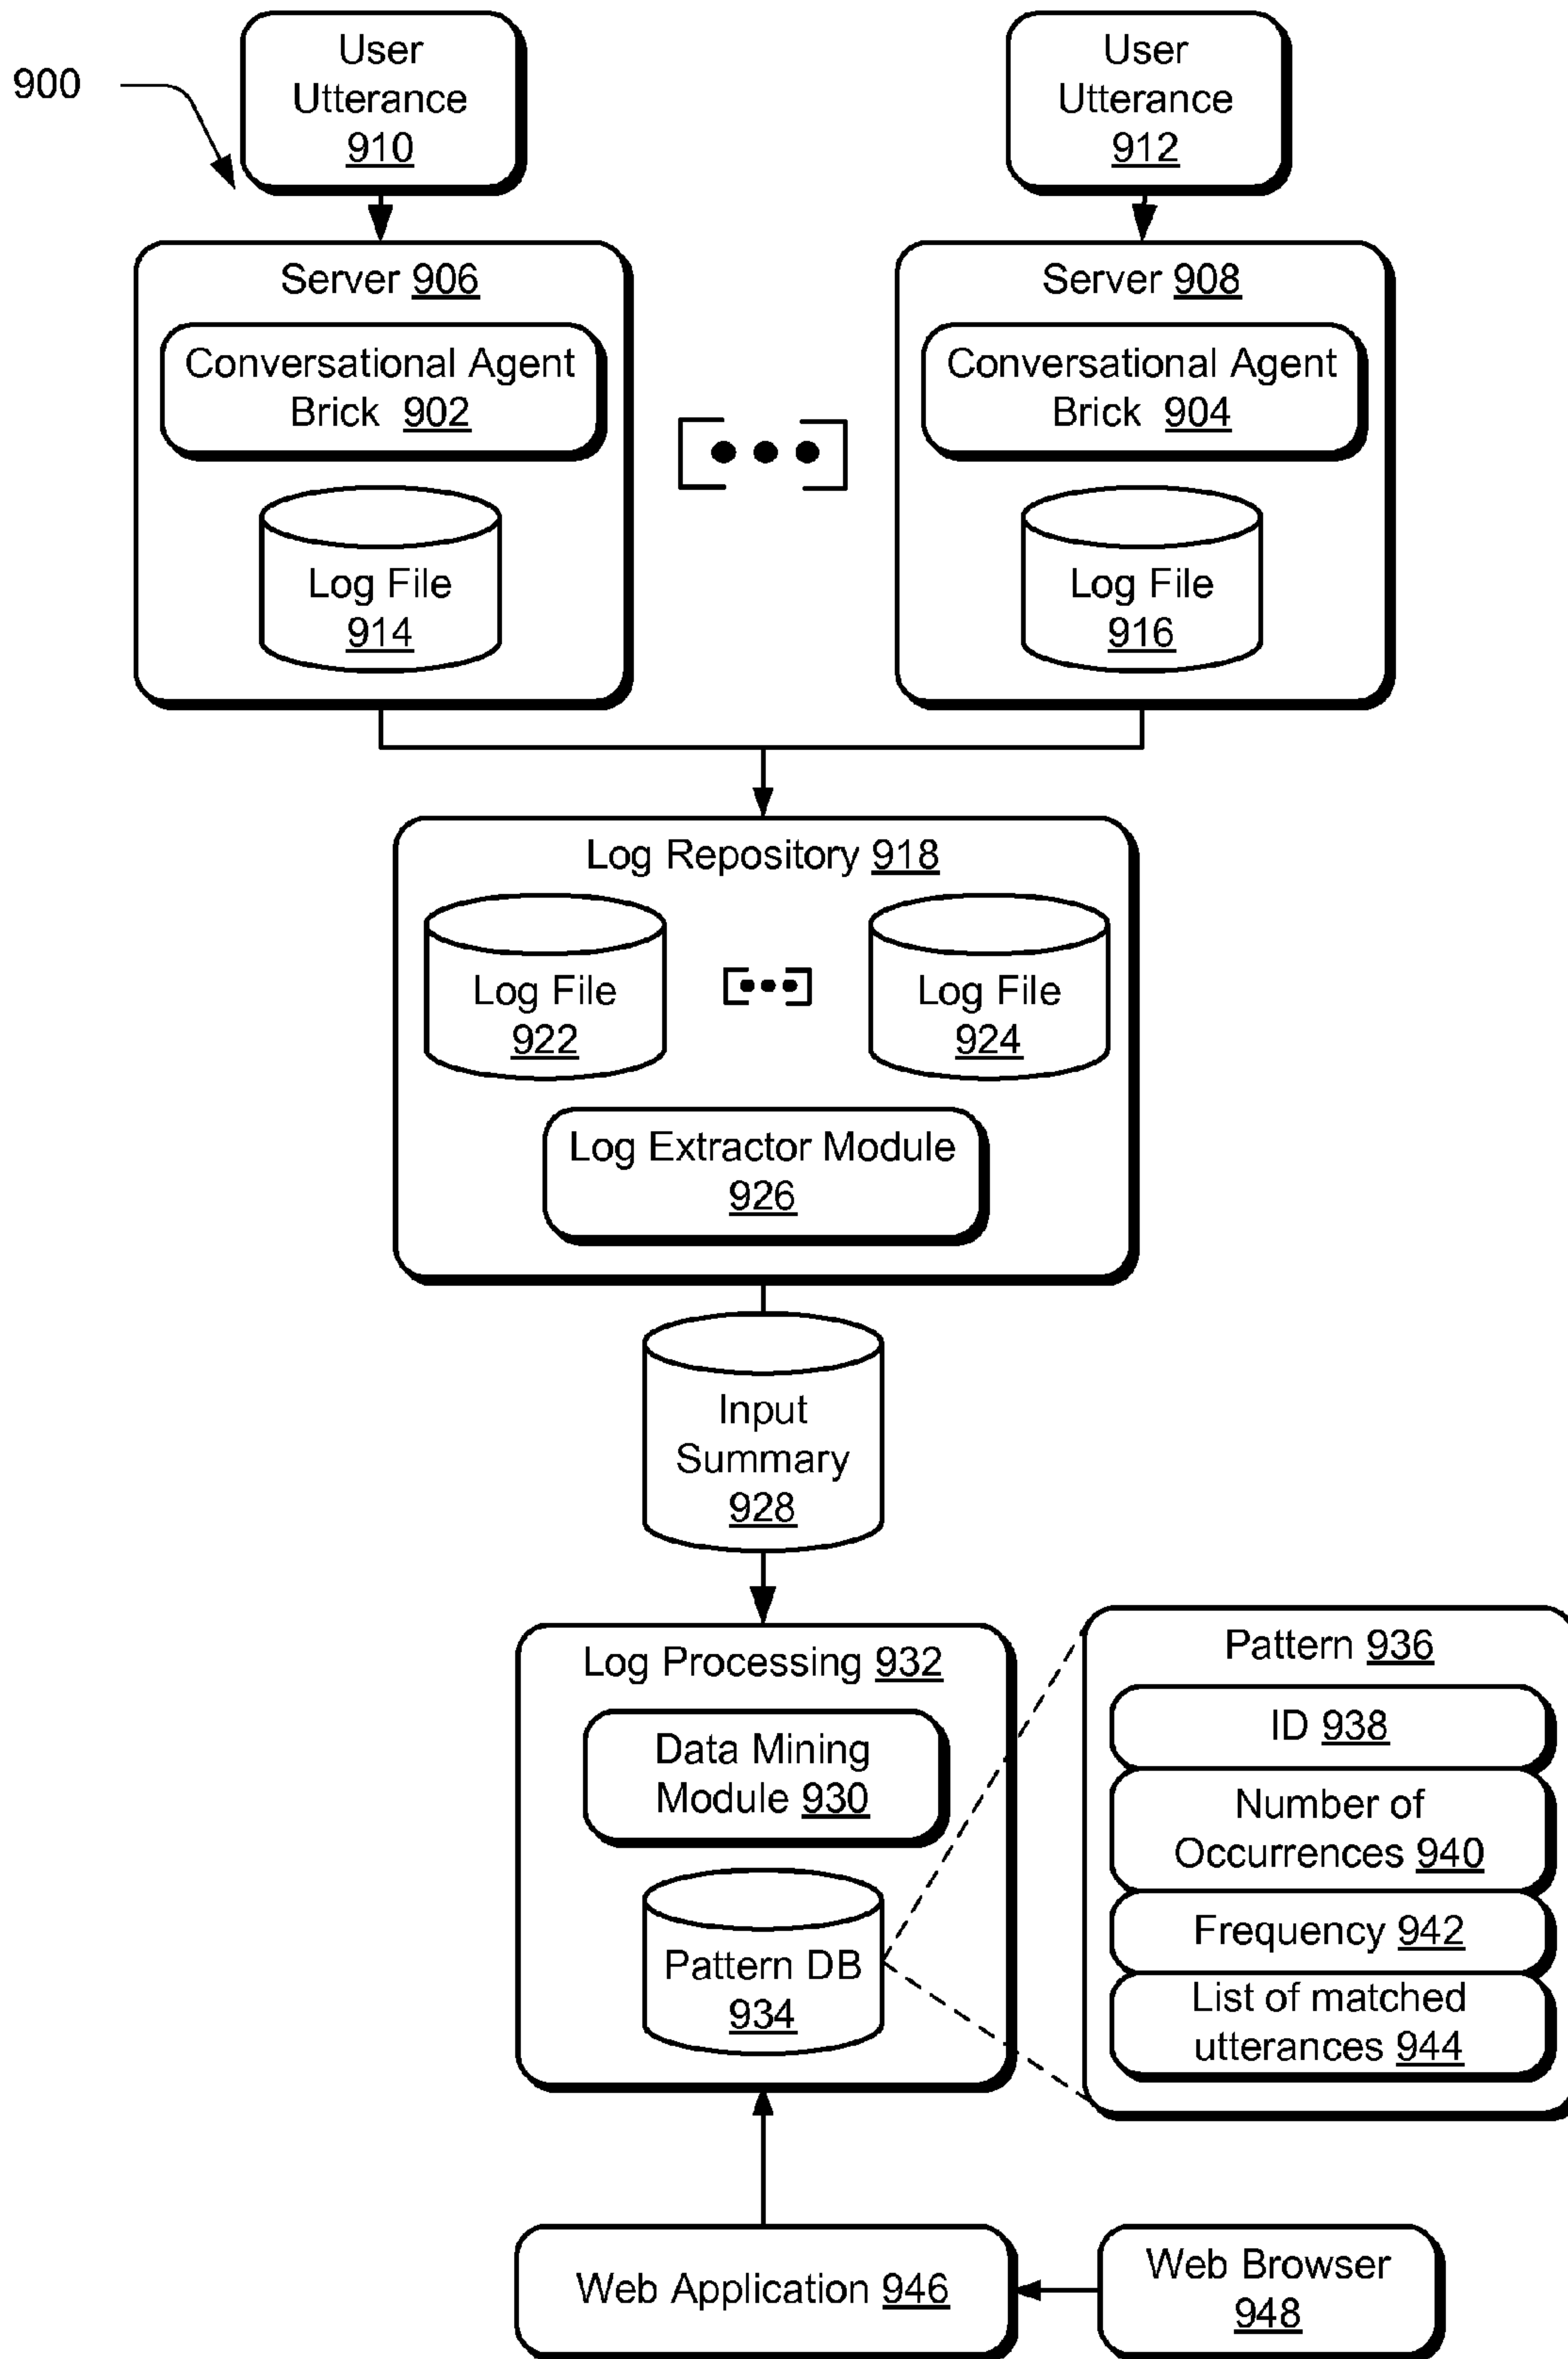 900
User
Utterance
910
User
Utterance
912
Server 906
Conversational Agent
Brick 902
Log File
914
Server 908
Conversational Agent
Brick 904
Log File
916
Log Repository 918
Log File
922
Log File
924
Log Extractor Module
926
Input
Summary
928
Log Processing 932
Data Mining
Module 930
Pattern DB
934
Pattern 936
ID 938
Number of
Occurrences 940
Frequency 942
List of matched
utterances 944
Web Application 946
Web Browser
948